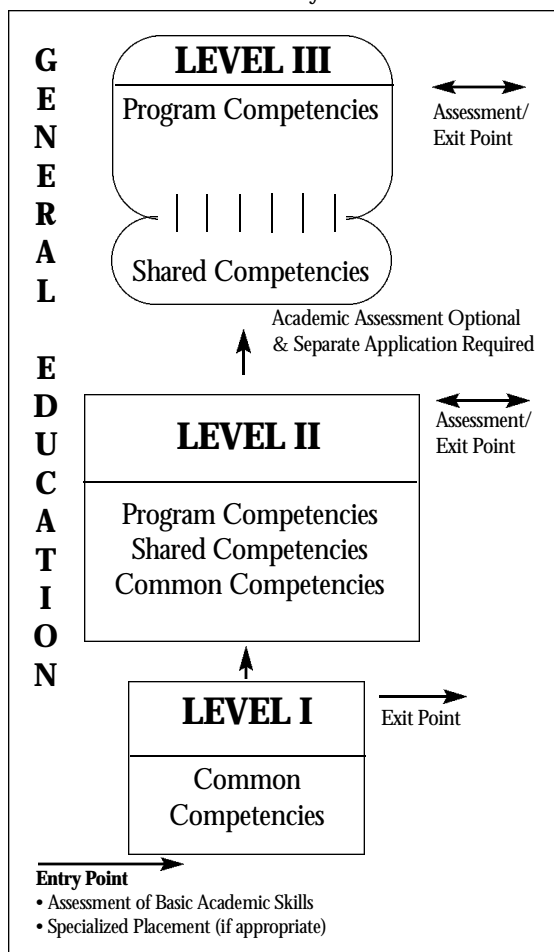 GENERAL EDUCATION
LEVEL III
Program Competencies
Assessment/
Exit Point
Shared Competencies
Academic Assessment Optional
& Separate Application Required
LEVEL II
Assessment/
Exit Point
Program Competencies
Shared Competencies
Common Competencies
LEVEL I
Exit Point
Common
Competencies
Entry Point
• Assessment of Basic Academic Skills
• Specialized Placement (if appropriate)